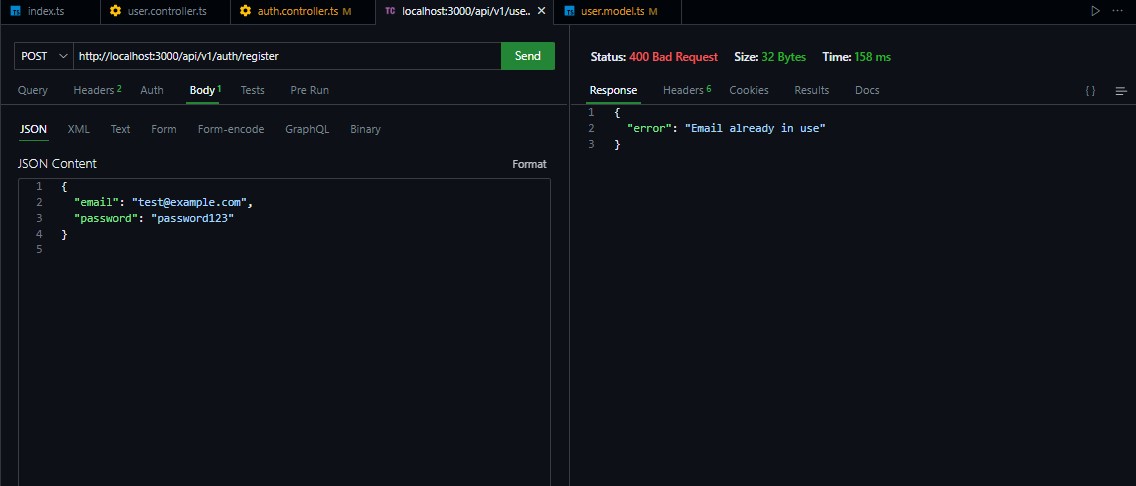 TS index.ts
user.controller.ts
auth.controller.ts M
TC localhost:3000/api/v1/use..
TS user.model.ts M
POST
http://localhost:3000/api/v1/auth/register
Send
Status: 400 Bad Request Size: 32 Bytes Time: 158 ms
Query Headers 2 Auth Body 1 Tests Pre Run
Response Headers 6 Cookies Results Docs { }
JSON XML Text Form Form-encode GraphQL Binary
JSON Content
Format
1 {
2 "email": "test@example.com",
3 "password": "password123"
4 }
5
1 {
2 "error": "Email already in use"
3 }